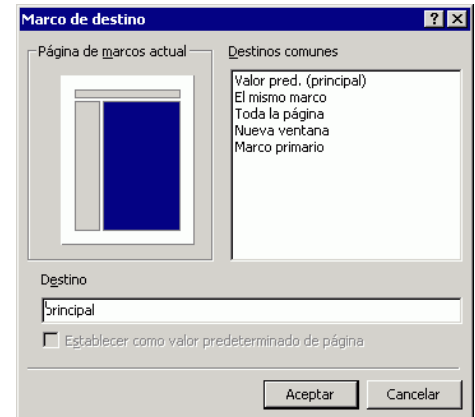 Marco de destino
Página de marcos actual
Destinos comunes
Valor pred. (principal)
El mismo marco
Toda la página
Nueva ventana
Marco primario
Destino
principal
Establecer como valor predeterminado de página
Aceptar
Cancelar